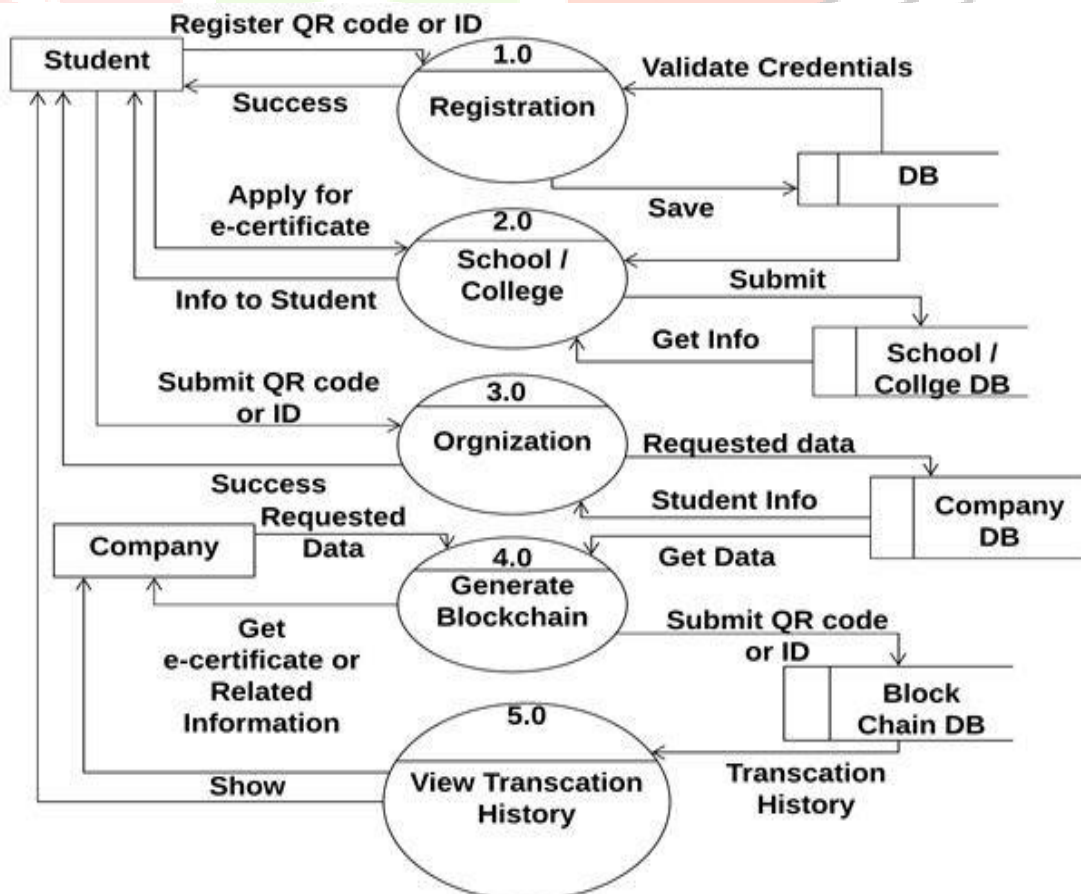 Register QR code or ID
Student
1.0
Registration
Validate Credentials
Success
DB
Save
Apply for
e-certificate
2.0
School /
College
Info to Student
Submit
Get Info
School /
Collge DB
Submit QR code
or ID
3.0
Orgnization
Requested data
Success
Student Info
Company
DB
Requested
Data
Company
4.0
Generate
Blockchain
Get Data
Get
e-certificate or
Related
Information
Submit QR code
or ID
Block
Chain DB
5.0
View Transcation
History
Transcation
History
Show